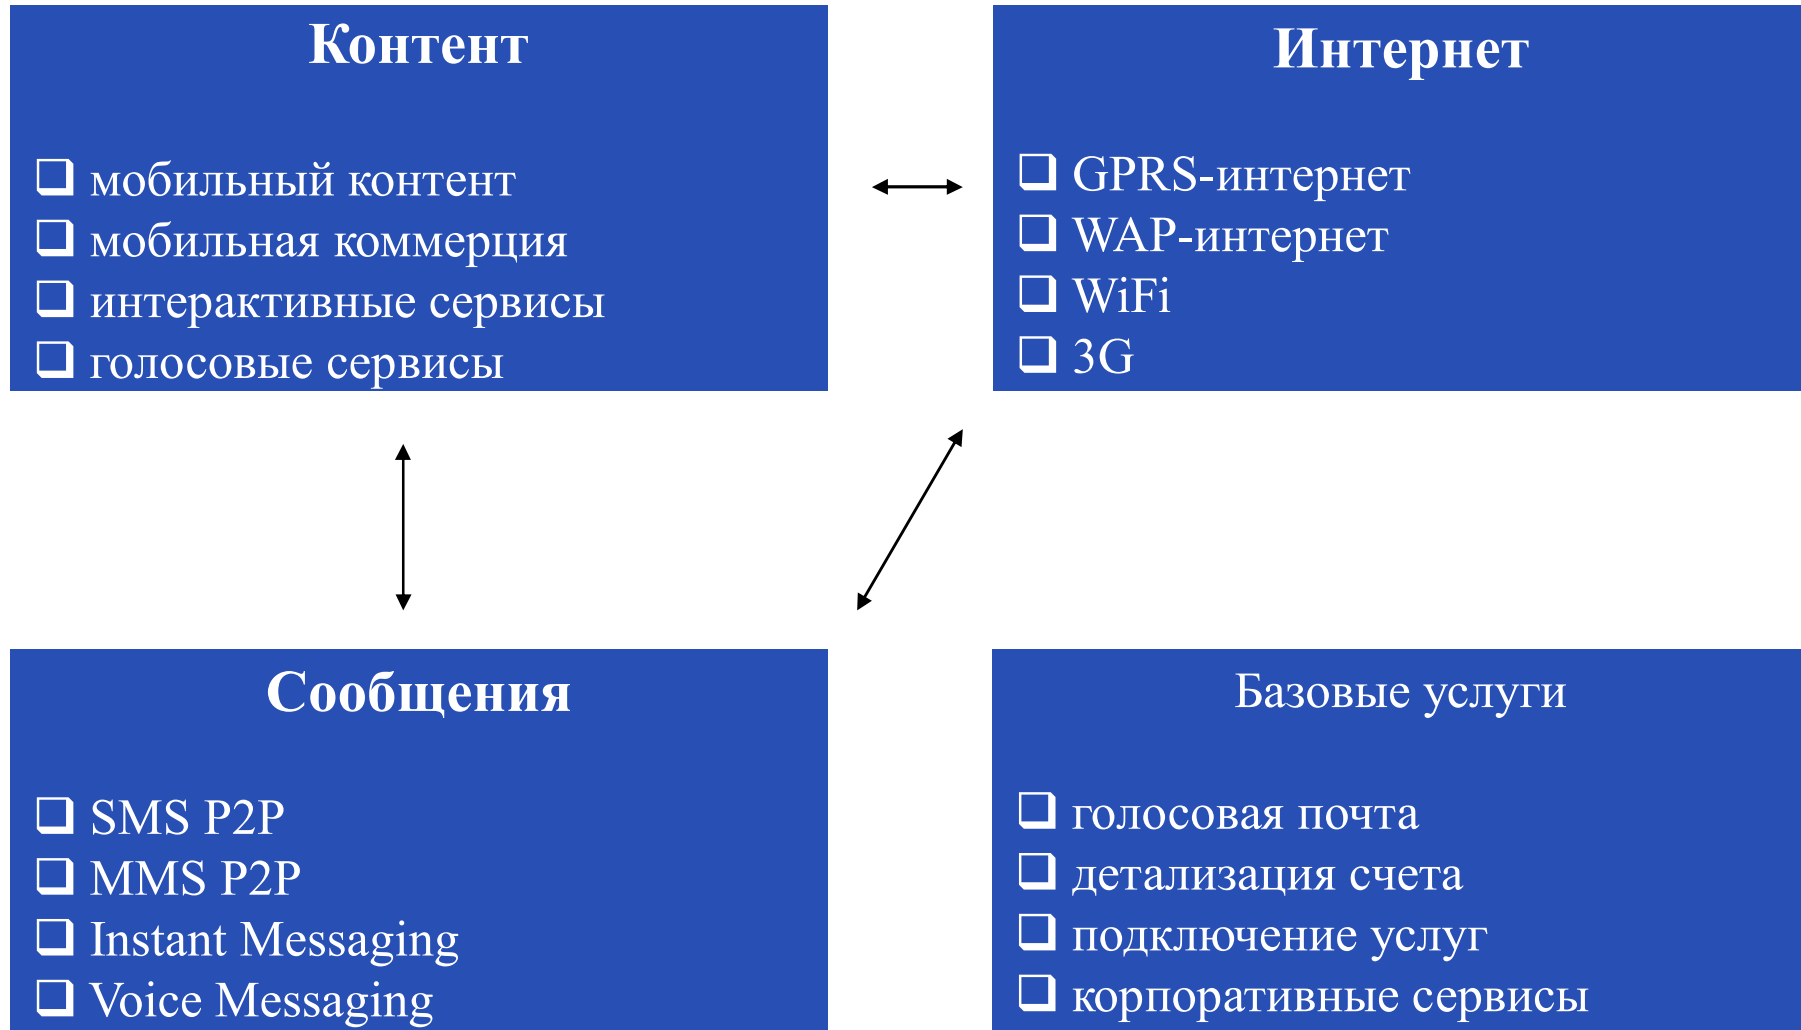 Контент
❑ мобильный контент
❑ мобильная коммерция
❑ интерактивные сервисы
❑ голосовые сервисы
Интернет
❑ GPRS-интернет
❑ WAP-интернет
❑ WiFi
❑ 3G
Сообщения
❑ SMS P2P
❑ MMS P2P
❑ Instant Messaging
❑ Voice Messaging
Базовые услуги
❑ голосовая почта
❑ детализация счета
❑ подключение услуг
❑ корпоративные сервисы